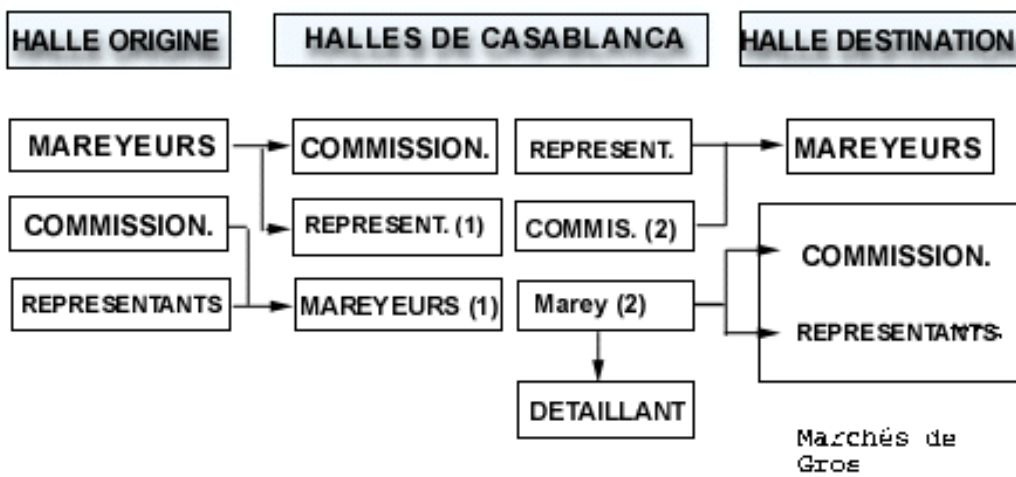 HALLE ORIGINE
HALLES DE CASABLANCA
HALLE DESTINATION
MAREYEURS
COMMISSION.
REPRESENT.
MAREYEURS
COMMISSION.
REPRESENT. (1)
COMMIS. (2)
COMMISSION.
REPRESENTANTS
MAREYEURS (1)
Marey (2)
REPRESENTANTS
DETAILLANT
Marchés de
Gros